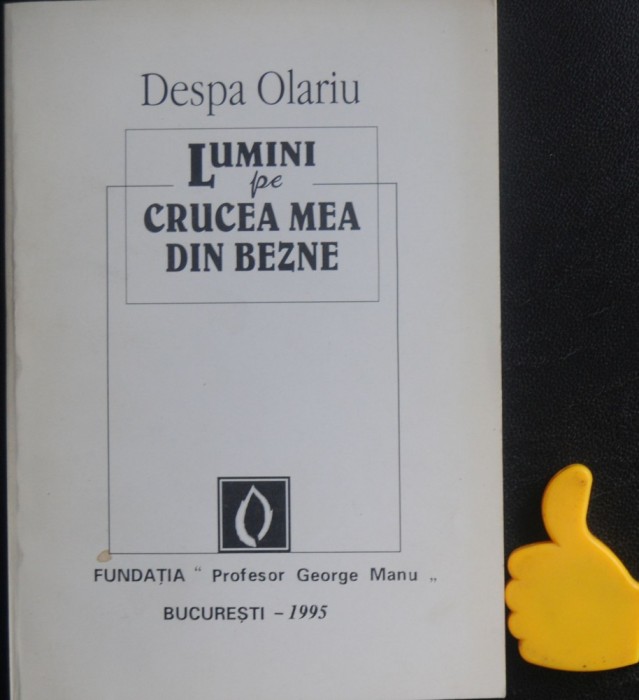 Despa Olariu
LUMINI
pe
CRUCEA MEA
DIN BEZNE
FUNDAȚIA " Profesor George Manu „
BUCUREȘTI - 1995